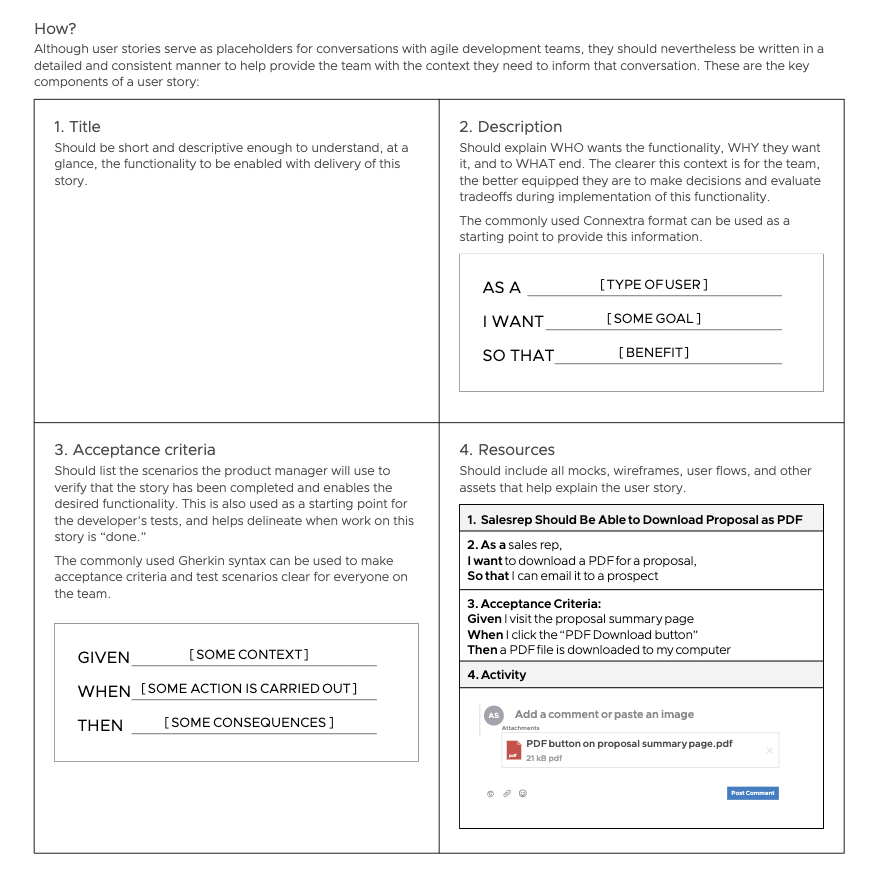 How?
Although user stories serve as placeholders for conversations with agile development teams, they should nevertheless be written in a
detailed and consistent manner to help provide the team with the context they need to inform that conversation. These are the key
components of a user story:
1. Title
Should be short and descriptive enough to understand, at a
glance, the functionality to be enabled with delivery of this
story.
2. Description
Should explain WHO wants the functionality, WHY they want
it, and to WHAT end. The clearer this context is for the team,
the better equipped they are to make decisions and evaluate
tradeoffs during implementation of this functionality.
The commonly used Connextra format can be used as a
starting point to provide this information.
AS A [TYPE OF USER]
I WANT [SOME GOAL]
SO THAT [BENEFIT]
3. Acceptance criteria
Should list the scenarios the product manager will use to
verify that the story has been completed and enables the
desired functionality. This is also used as a starting point for
the developer's tests, and helps delineate when work on this
story is “done.”
The commonly used Gherkin syntax can be used to make
acceptance criteria and test scenarios clear for everyone on
the team.
GIVEN [SOME CONTEXT]
WHEN [SOME ACTION IS CARRIED OUT]
THEN [SOME CONSEQUENCES]
4. Resources
Should include all mocks, wireframes, user flows, and other
assets that help explain the user story.
1. Salesrep Should Be Able to Download Proposal as PDF
2. As a sales rep,
I want to download a PDF for a proposal,
So that I can email it to a prospect
3. Acceptance Criteria:
Given I visit the proposal summary page
When I click the “PDF Download button”
Then a PDF file is downloaded to my computer
4. Activity
AS Add a comment or paste an image
Attachments
pdf PDF button on proposal summary page.pdf
21 kB pdf
Post Comment